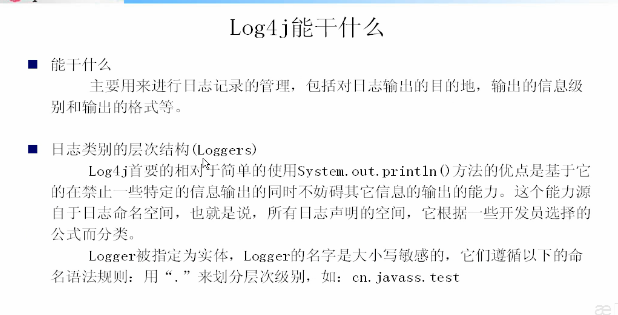 Log4j能干什么
能干什么
主要用来进行日志记录的管理，包括对日志输出的目的地，输出的信息级
别和输出的格式等。
日志类别的层次结构(Loggers)
Log4j首要的相对于简单的使用System.out.println()方法的优点是基于它
的在禁止一些特定的信息输出的同时不妨碍其它信息的输出的能力。这个能力源
自于日志命名空间，也就是说，所有日志声明的空间，它根据一些开发员选择的
公式而分类。
Logger被指定为实体，Logger的名字是大小写敏感的，它们遵循以下的命
名语法规则：用“.”来划分层次级别，如：cn.javass.test